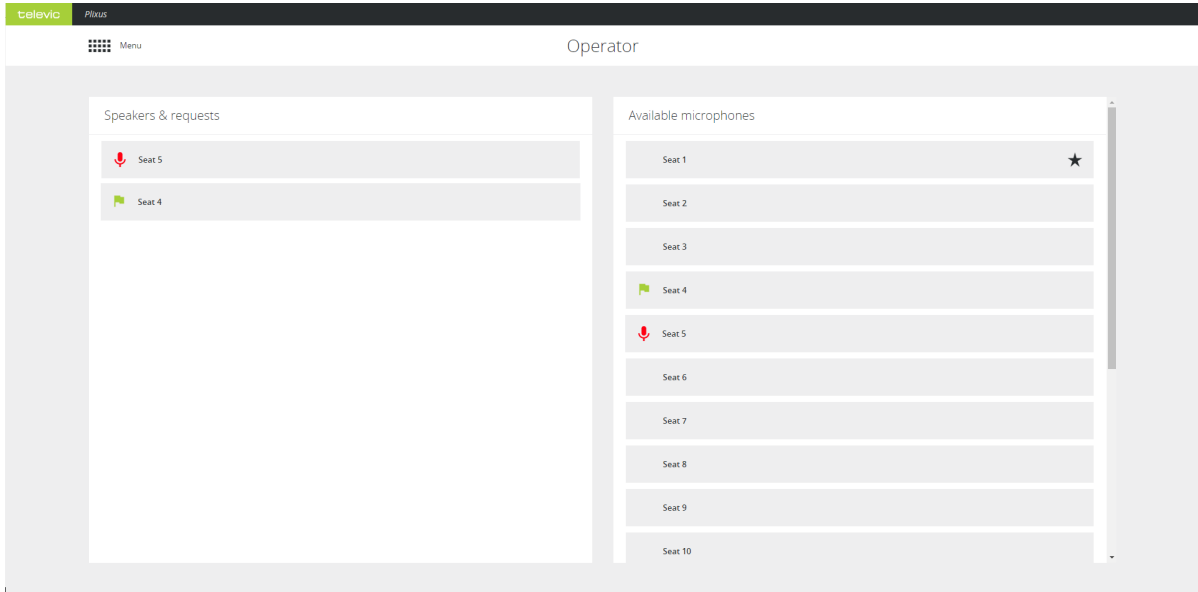 televic Plixus
Menu
Operator
Speakers & requests
Seat 5
Seat 4
Available microphones
Seat 1
Seat 2
Seat 3
Seat 4
Seat 5
Seat 6
Seat 7
Seat 8
Seat 9
Seat 10